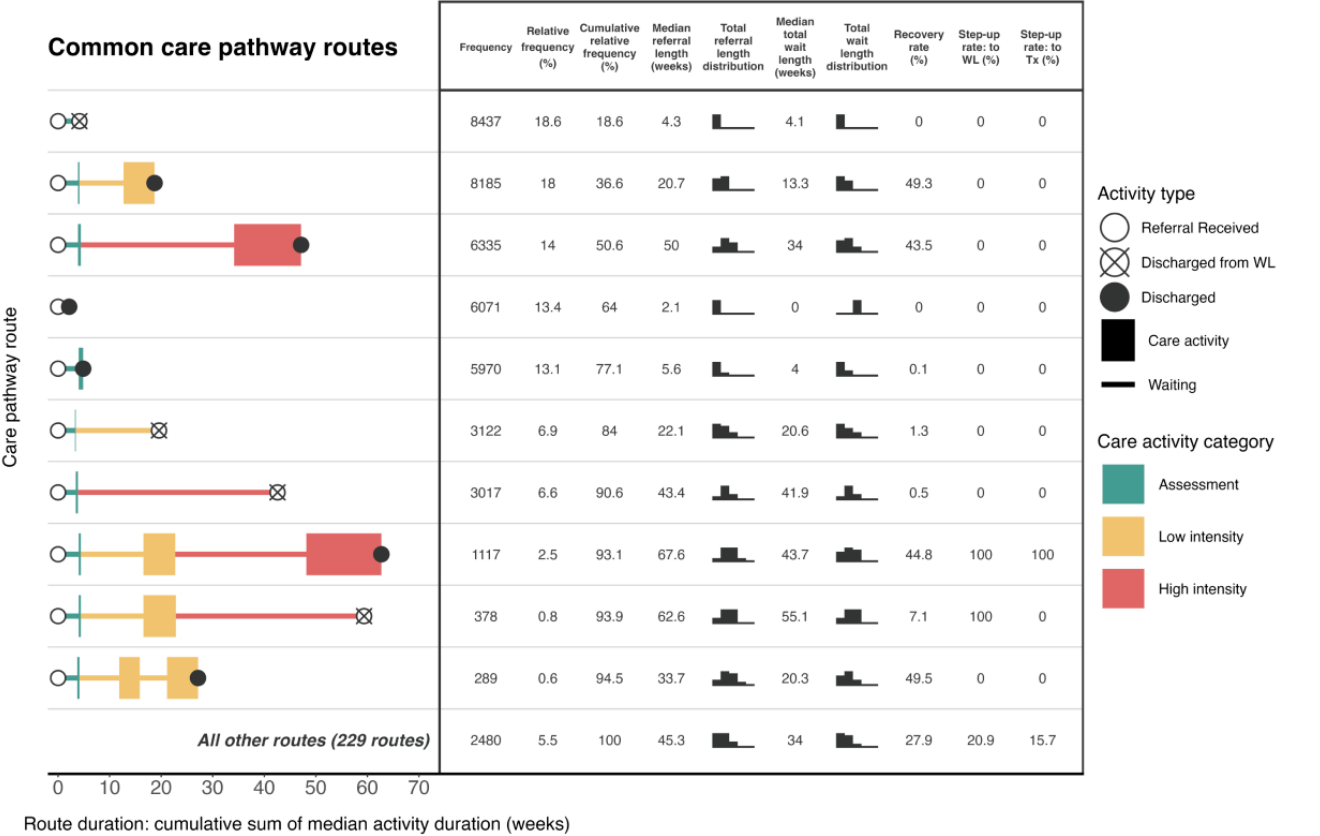 Common care pathway routes
Frequency
Relative
frequency
(%)
Cumulative
relative
frequency
(%)
Median
referral
length
(weeks)
Total
referral
length
distribution
Median
total
wait
length
(weeks)
Total
wait
length
distribution
Recovery
rate
(%)
Step-up
rate: to
WL (%)
Step-up
rate: to
Tx (%)
8437 18.6 18.6 4.3 4.1 0 0 0
8185 18 36.6 20.7 13.3 49.3 0 0
6335 14 50.6 50 34 43.5 0 0
6071 13.4 64 2.1 0 0 0 0
5970 13.1 77.1 5.6 4 0.1 0 0
3122 6.9 84 22.1 20.6 1.3 0 0
3017 6.6 90.6 43.4 41.9 0.5 0 0
1117 2.5 93.1 67.6 43.7 44.8 100 100
378 0.8 93.9 62.6 55.1 7.1 100 0
289 0.6 94.5 33.7 20.3 49.5 0 0
All other routes (229 routes) 2480 5.5 100 45.3 34 27.9 20.9 15.7
0 10 20 30 40 50 60 70
Route duration: cumulative sum of median activity duration (weeks)
Care pathway route
Activity type
Referral Received
Discharged from WL
Discharged
Care activity
Waiting
Care activity category
Assessment
Low intensity
High intensity